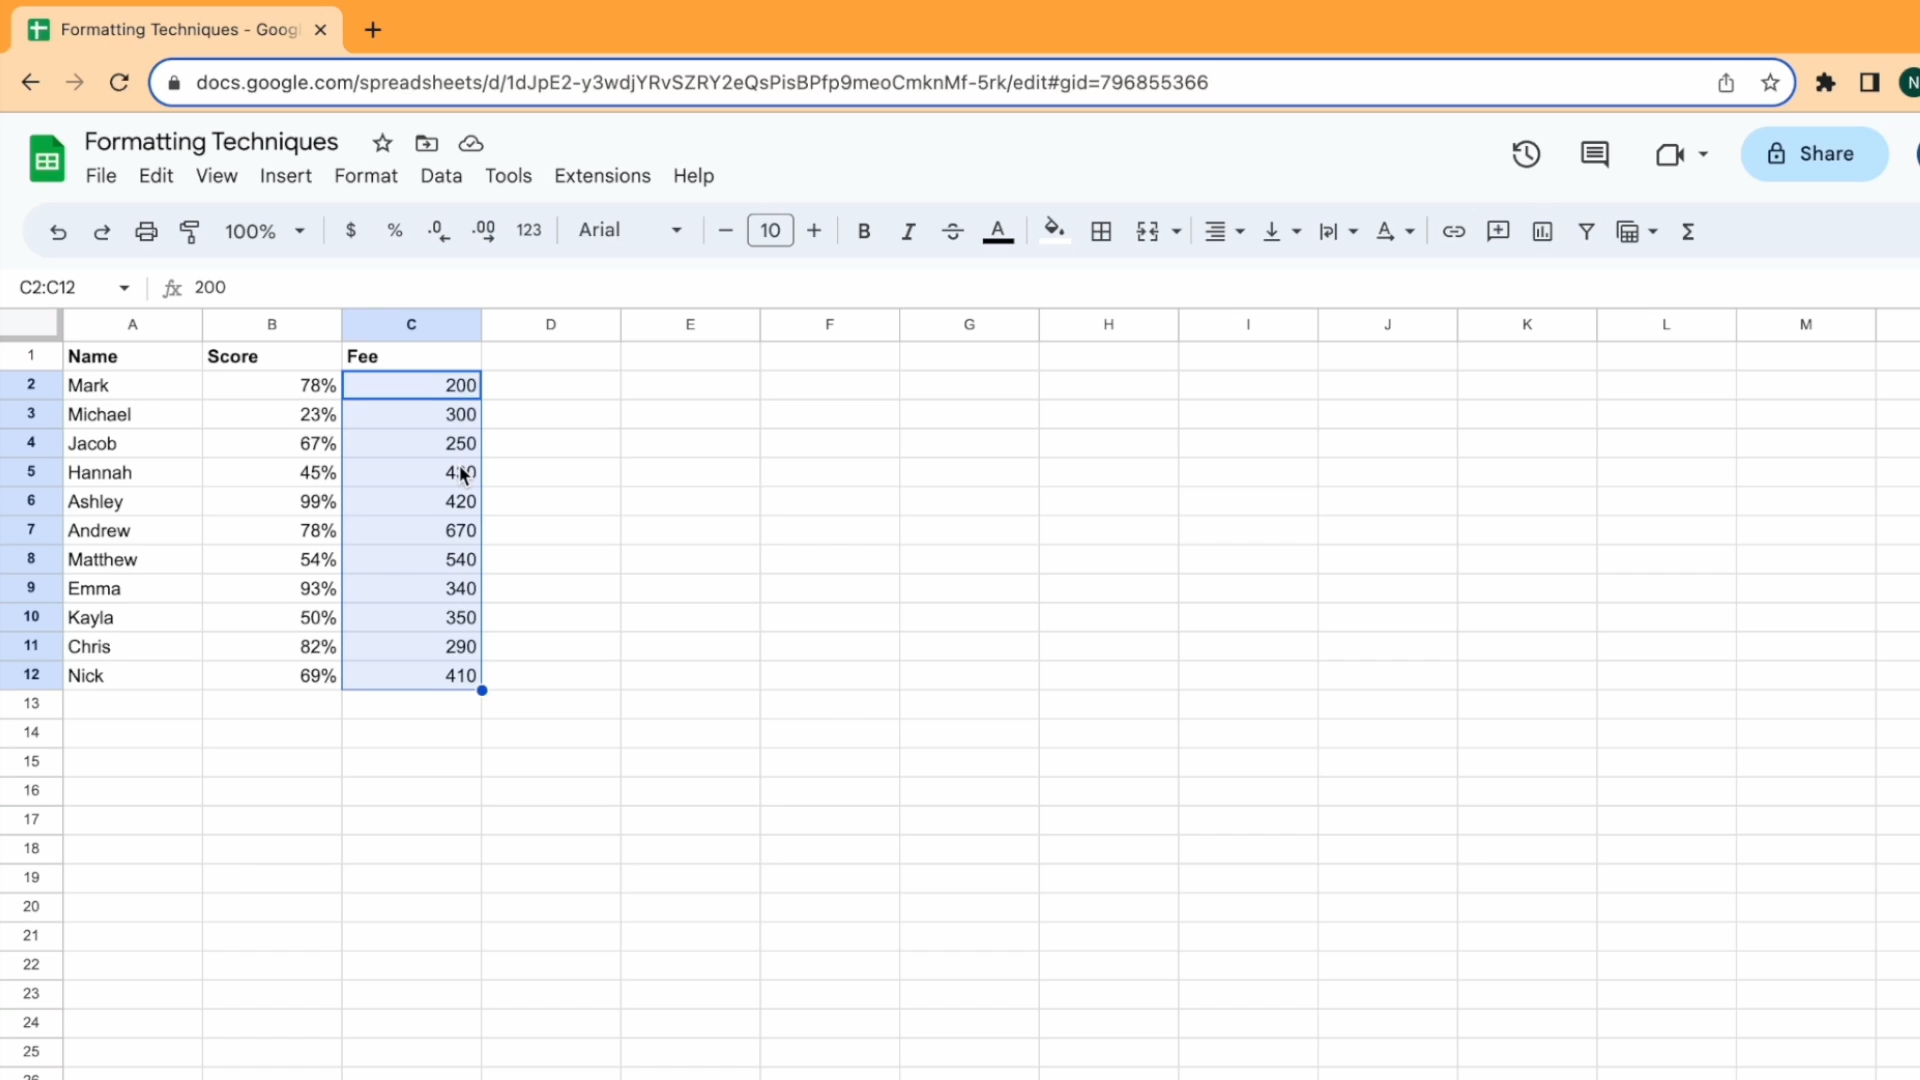 Formatting Techniques - Goog
docs.google.com/spreadsheets/d/1dJpE2-y3wdjYRvSZRY2eQsPisBPfp9meoCmknMf-5rk/edit#gid=796855366
N
Formatting Techniques
File Edit View Insert Format Data Tools Extensions Help
Share
100% $ % .0 .00 123 Arial 10 B I S A
C2:C12 fx 200
A B C D E F G H I J K L M
1 Name Score Fee
2 Mark 78% 200
3 Michael 23% 300
4 Jacob 67% 250
5 Hannah 45%
6 Ashley 99% 420
7 Andrew 78% 670
8 Matthew 54% 540
9 Emma 93% 340
10 Kayla 50% 350
11 Chris 82% 290
12 Nick 69% 410
13
14
15
16
17
18
19
20
21
22
23
24
25
26